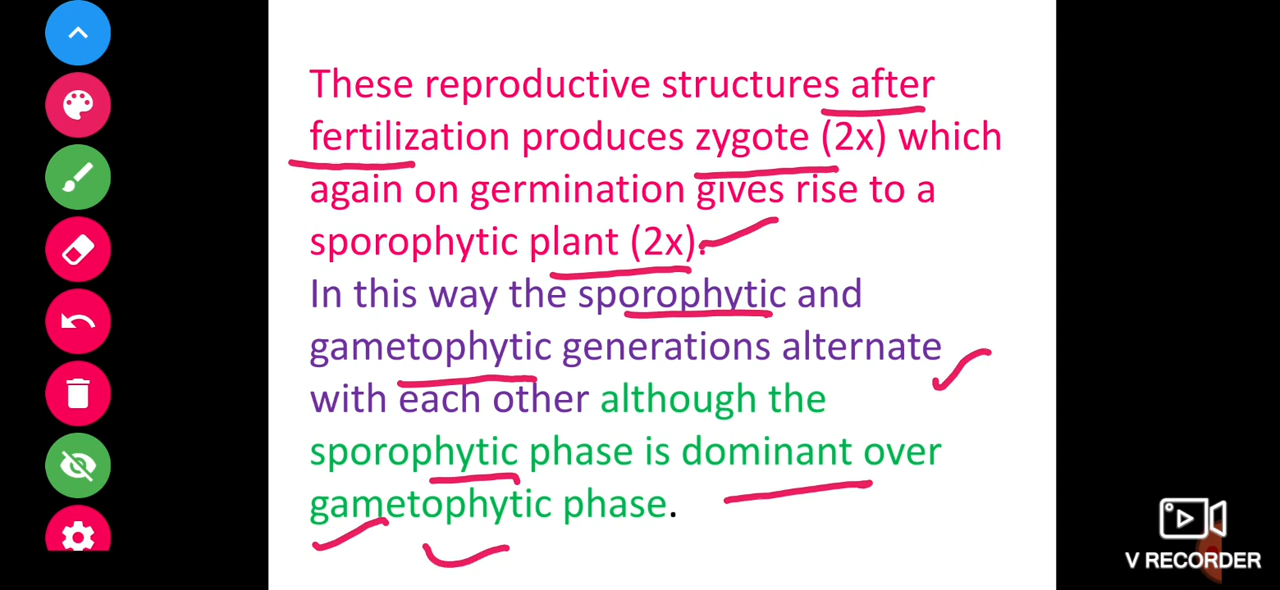 These reproductive structures after
fertilization produces zygote (2x) which
again on germination gives rise to a
sporophytic plant (2x).
In this way the sporophytic and
gametophytic generations alternate
with each other although the
sporophytic phase is dominant over
gametophytic phase.
V RECORDER